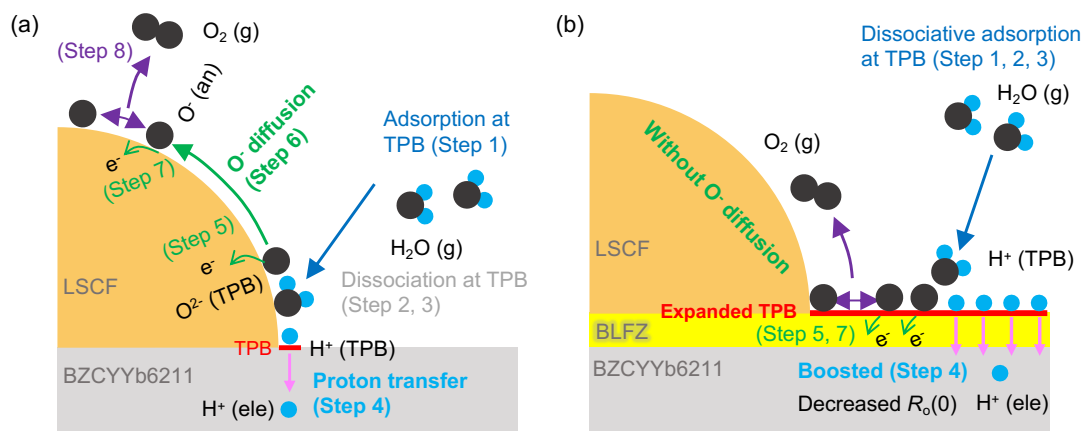 (a)
O₂ (g)
(Step 8)
O⁻ (an)
e⁻
(Step 7)
O⁻ diffusion
(Step 6)
Adsorption at
TPB (Step 1)
H₂O (g)
(Step 5)
e⁻
O²⁻ (TPB)
Dissociation at TPB
(Step 2, 3)
LSCF
TPB
H⁺ (TPB)
BZCYYb6211
Proton transfer
(Step 4)
H⁺ (ele)
(b)
Dissociative adsorption
at TPB (Step 1, 2, 3)
H₂O (g)
O₂ (g)
Without O⁻ diffusion
LSCF
H⁺ (TPB)
Expanded TPB
BLFZ
(Step 5, 7)
e⁻
e⁻
BZCYYb6211
Boosted (Step 4)
Decreased Rₒ(0)
H⁺ (ele)